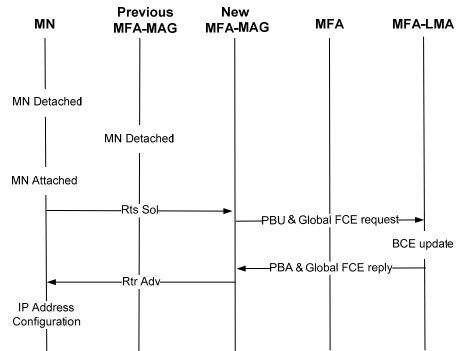 MN
Previous
MFA-MAG
New
MFA-MAG
MFA
MFA-LMA
MN Detached
MN Detached
MN Attached
Rts Sol
PBU & Global FCE request
BCE update
PBA & Global FCE reply
Rtr Adv
IP Address
Configuration